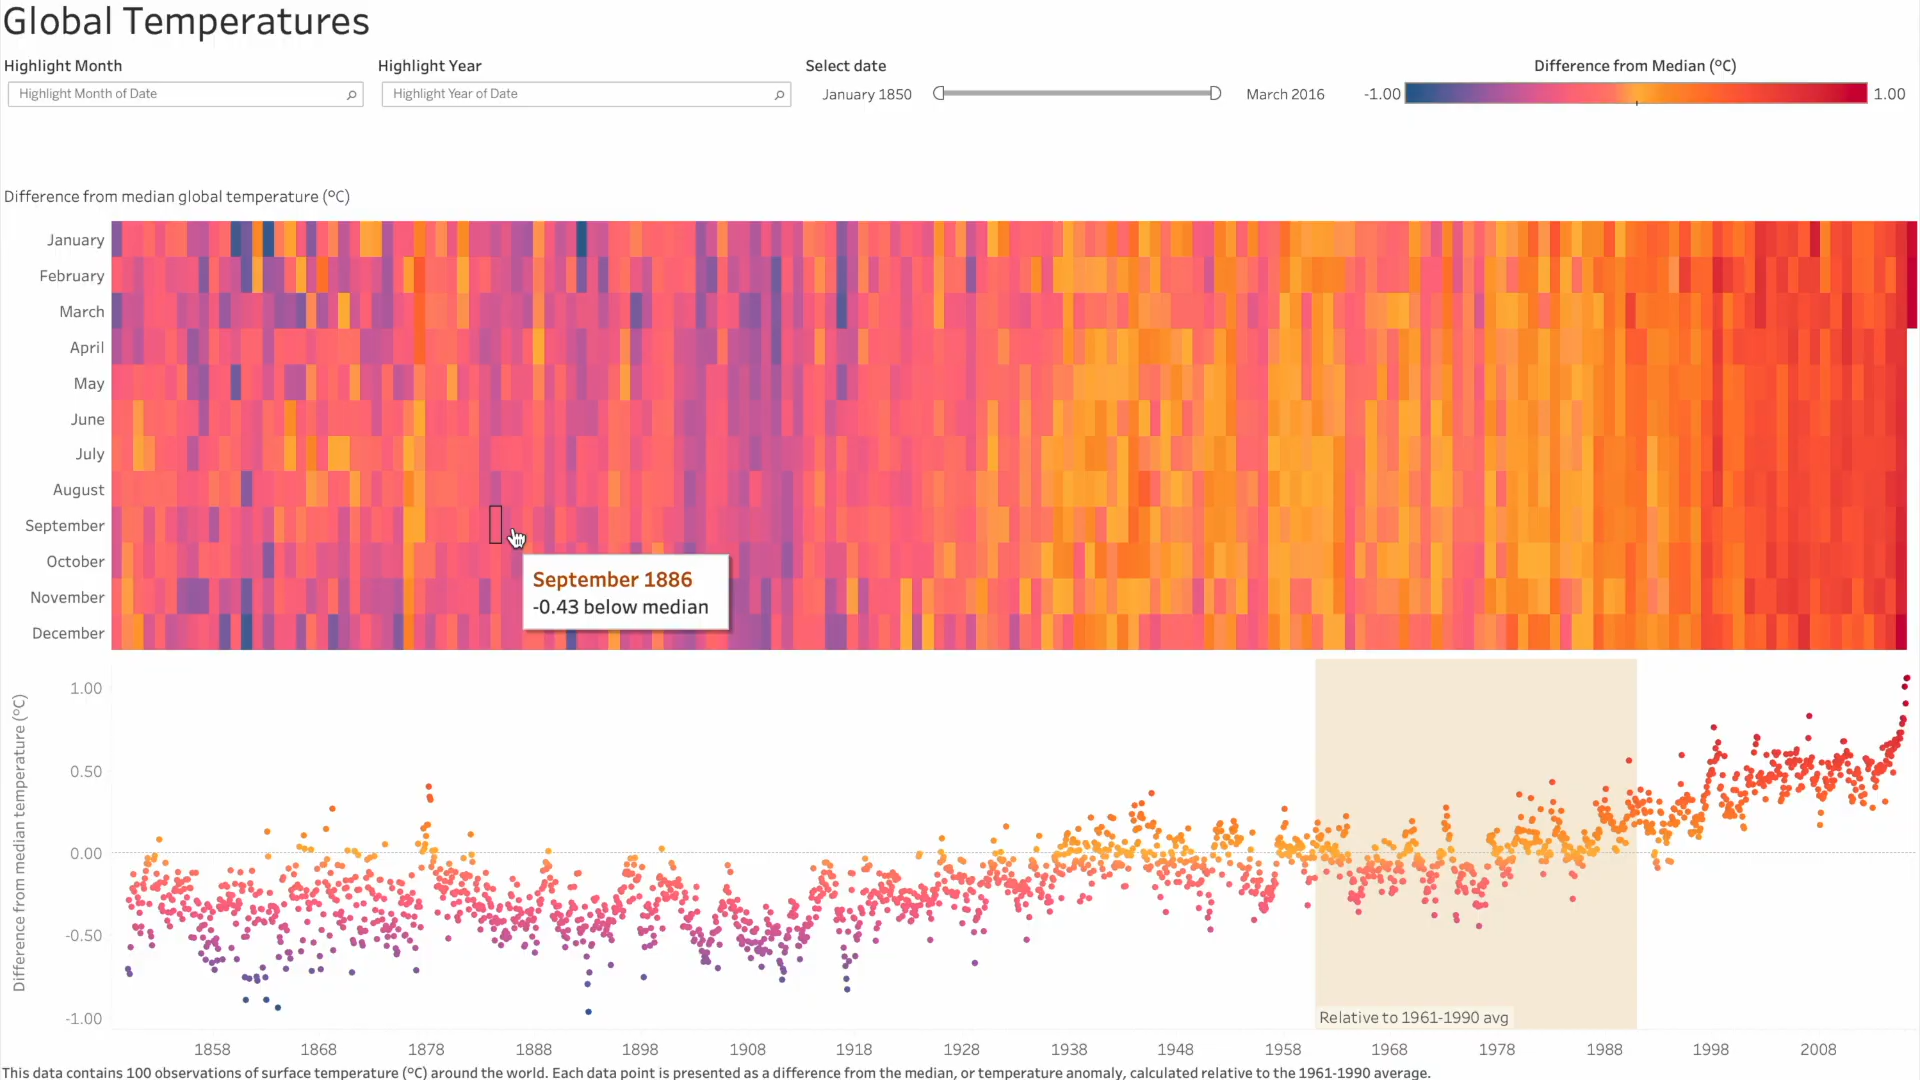 Global Temperatures
Highlight Month
Highlight Year
Select date
Difference from Median (ºC)
Highlight Month of Date
Highlight Year of Date
January 1850
March 2016
-1.00
1.00
Difference from median global temperature (ºC)
January
February
March
April
May
June
July
August
September
October
November
December
September 1886
-0.43 below median
Difference from median temperature (ºC)
1.00
0.50
0.00
-0.50
-1.00
Relative to 1961-1990 avg
1858 1868 1878 1888 1898 1908 1918 1928 1938 1948 1958 1968 1978 1988 1998 2008
This data contains 100 observations of surface temperature (ºC) around the world. Each data point is presented as a difference from the median, or temperature anomaly, calculated relative to the 1961-1990 average.